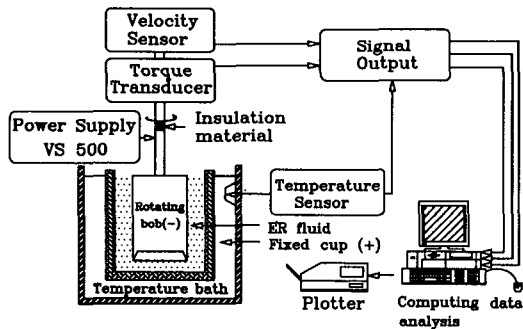 Velocity
Sensor
Torque
Transducer
Signal
Output
Insulation
material
Power Supply
VS 500
Rotating
bob(-)
Temperature
Sensor
ER fluid
Fixed cup (+)
Temperature bath
Plotter
Computing data
analysis